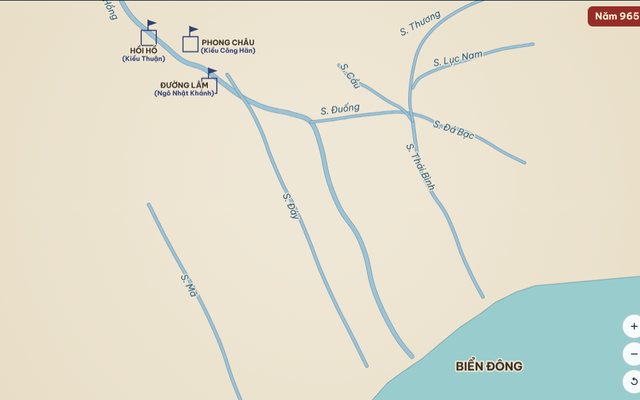 Hồng
Năm 965
S. Thương
PHONG CHÂU
(Kiều Công Hãn)
HỒI HỒ
(Kiều Thuận)
S. Lục Nam
S. Cầu
ĐƯỜNG LÂM
(Ngô Nhật Khánh)
S. Đuống
S. Đá Bạc
S. Thái Bình
S. Đáy
S. Mã
BIỂN ĐÔNG
+
−
↺